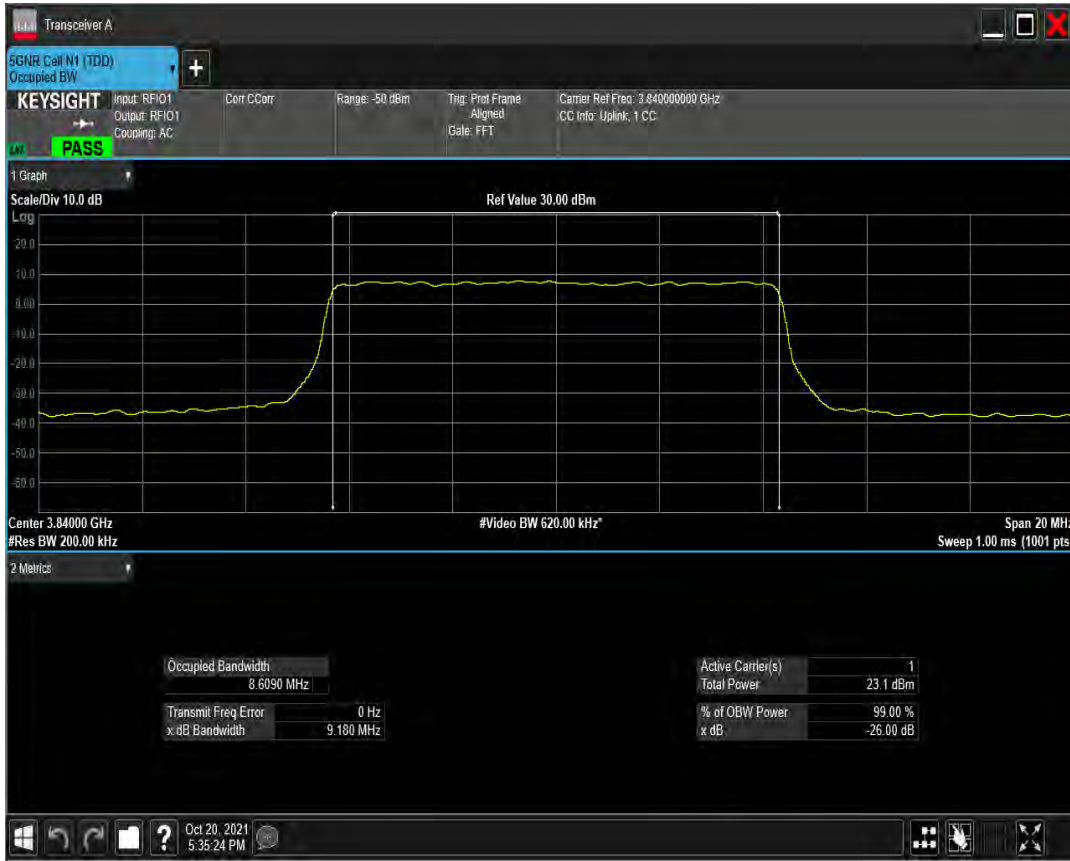 Transceiver A
5GNR Cell N1 (TDD)
Occupied BW
+
KEYSIGHT
PASS
Input: RFIO1
Output: RFIO1
Coupling: AC
Corr CCorr
Range: -50 dBm
Trig: Prot Frame
Aligned
Gate: FFT
Carrier Ref Freq: 3.840000000 GHz
CC Info: Uplink, 1 CC
1 Graph
Scale/Div 10.0 dB
Ref Value 30.00 dBm
Log
20.0
10.0
0.00
-10.0
-20.0
-30.0
-40.0
-50.0
-60.0
Center 3.84000 GHz
#Video BW 620.00 kHz*
Span 20 MHz
#Res BW 200.00 kHz
Sweep 1.00 ms (1001 pts
2 Metrics
Occupied Bandwidth
8.6090 MHz
Transmit Freq Error 0 Hz
x dB Bandwidth 9.180 MHz
Active Carrier(s) 1
Total Power 23.1 dBm
% of OBW Power 99.00 %
x dB -26.00 dB
?
Oct 20, 2021
5:35:24 PM